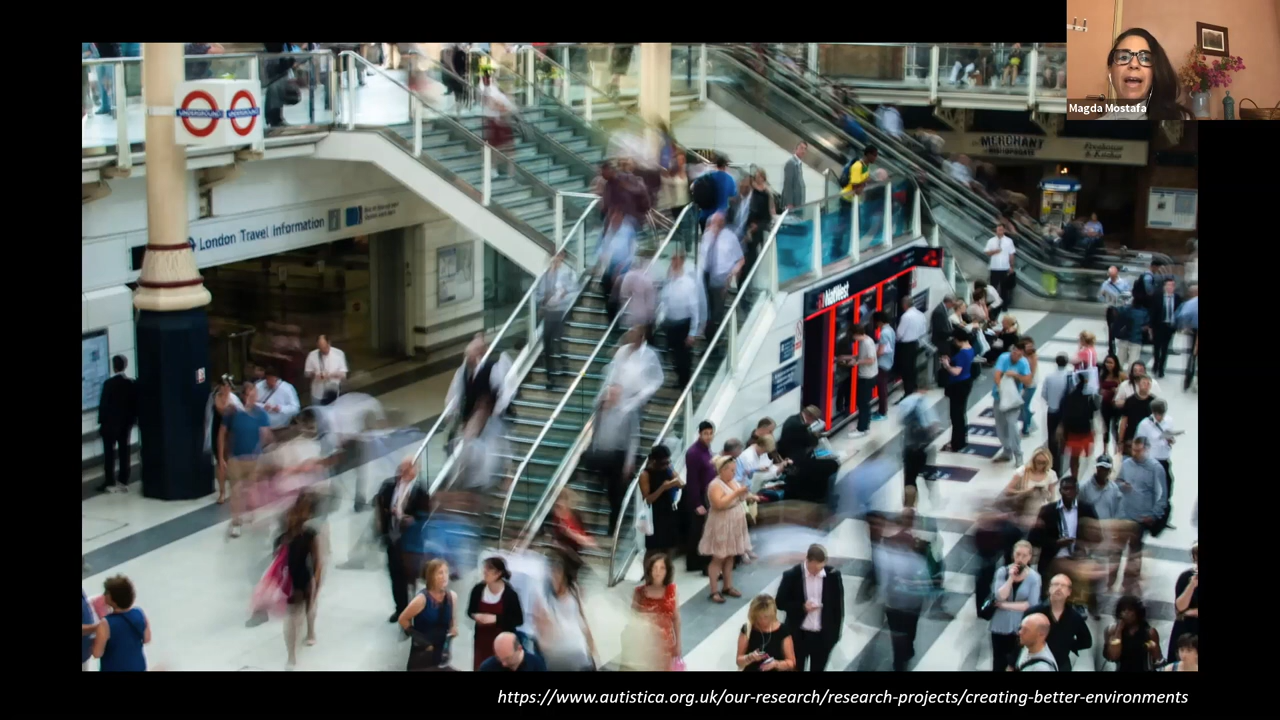 Magda Mostafa
UNDERGROUND
UNDERGROUND
MERCHANT
London Travel Information
NatWest
https://www.autistica.org.uk/our-research/research-projects/creating-better-environments